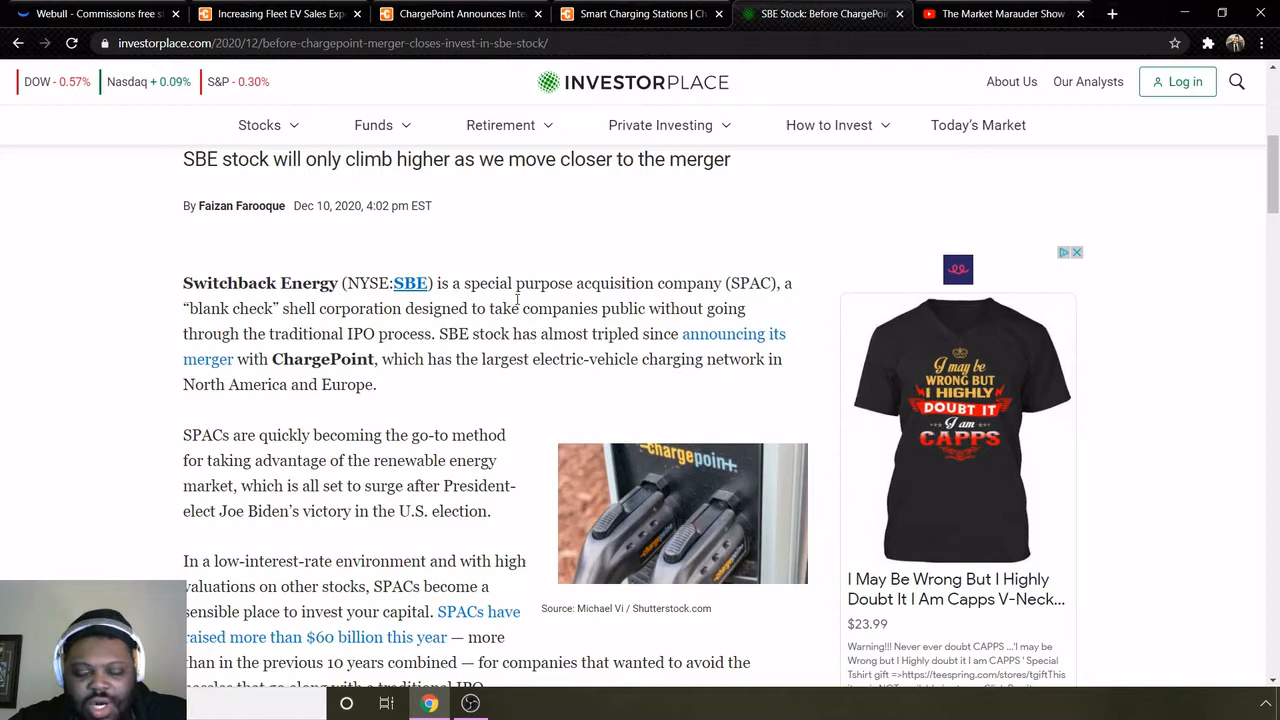 Webull - Commissions free s
Increasing Fleet EV Sales Exp
ChargePoint Announces Inte
Smart Charging Stations | Ch
SBE Stock: Before ChargePoin
The Market Marauder Show
investorplace.com/2020/12/before-chargepoint-merger-closes-invest-in-sbe-stock/
DOW - 0.57% Nasdaq + 0.09% S&P - 0.30%
INVESTORPLACE
About Us Our Analysts Log in
Stocks Funds Retirement Private Investing How to Invest Today's Market
SBE stock will only climb higher as we move closer to the merger
By Faizan Farooque Dec 10, 2020, 4:02 pm EST
Switchback Energy (NYSE:SBE) is a special purpose acquisition company (SPAC), a
“blank check” shell corporation designed to take companies public without going
through the traditional IPO process. SBE stock has almost tripled since announcing its
merger with ChargePoint, which has the largest electric-vehicle charging network in
North America and Europe.
SPACs are quickly becoming the go-to method
for taking advantage of the renewable energy
market, which is all set to surge after President-
elect Joe Biden’s victory in the U.S. election.
In a low-interest-rate environment and with high
valuations on other stocks, SPACs become a
sensible place to invest your capital. SPACs have
raised more than $60 billion this year — more
than in the previous 10 years combined — for companies that wanted to avoid the
chargepoin+
Source: Michael Vi / Shutterstock.com
I may be
WRONG BUT
I HIGHLY
DOUBT IT
I am
CAPPS
I May Be Wrong But I Highly
Doubt It I Am Capps V-Neck...
$23.99
Warning!!! Never ever doubt CAPPS ...'I may be
Wrong but I Highly doubt it I am CAPPS ' Special
Tshirt gift =>https://teespring.com/stores/tgiftThis